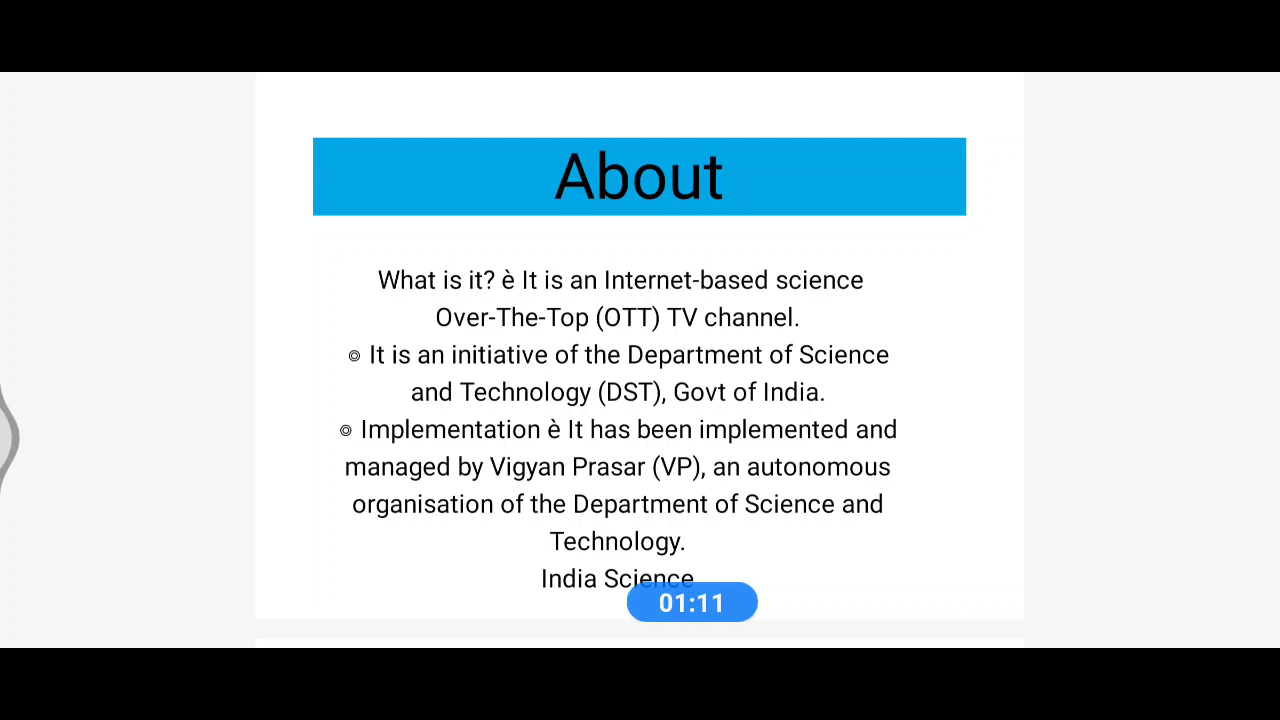 About
What is it? è It is an Internet-based science
Over-The-Top (OTT) TV channel.
◎ It is an initiative of the Department of Science
and Technology (DST), Govt of India.
◎ Implementation è It has been implemented and
managed by Vigyan Prasar (VP), an autonomous
organisation of the Department of Science and
Technology.
India Science
01:11